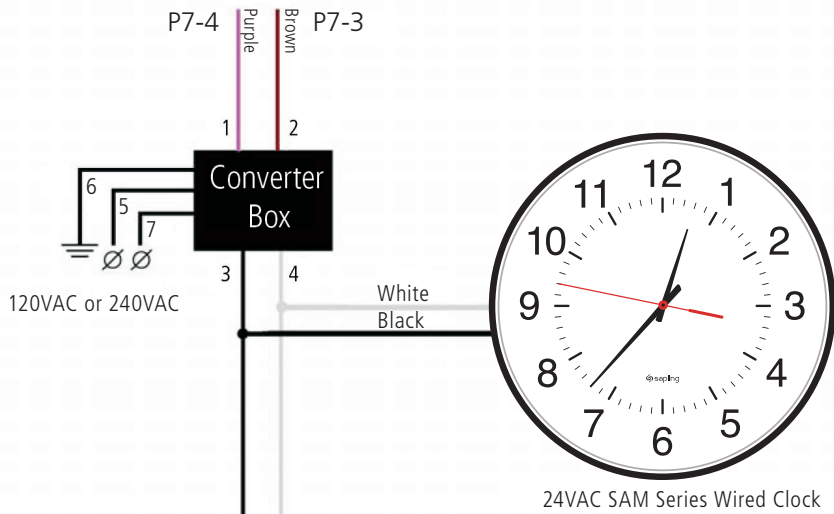 P7-4
Purple
Brown
P7-3
1
2
Converter
Box
6
5
7
3
4
120VAC or 240VAC
White
Black
12
1
2
3
4
5
6
7
8
9
10
11
sapling
24VAC SAM Series Wired Clock